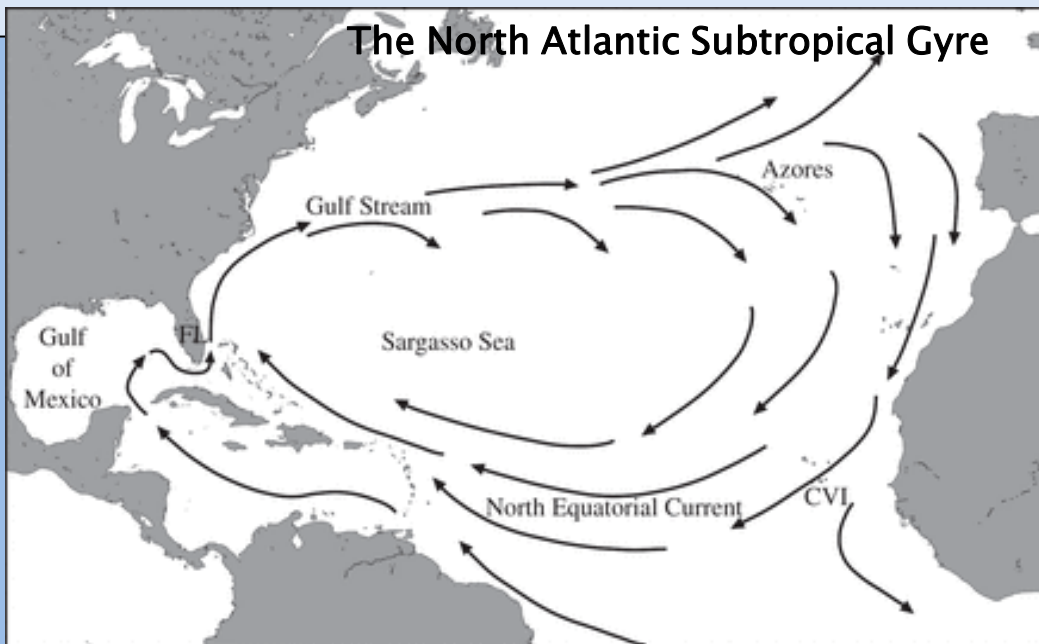 The North Atlantic Subtropical Gyre
Azores
Gulf Stream
Gulf
of
Mexico
FL
Sargasso Sea
North Equatorial Current
CVI